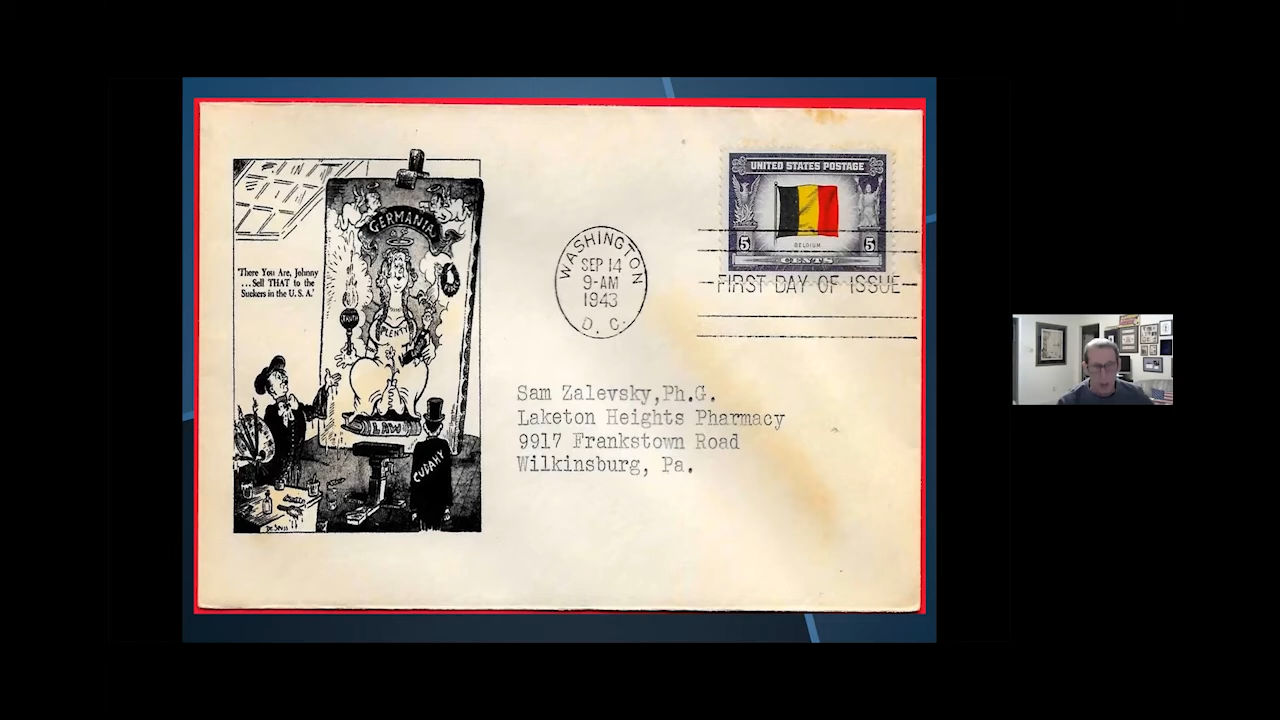 GERMANIA
'There You Are, Johnny
...Sell THAT to the
Suckers in the U.S.A.'
TRUTH
PLENTY
LAW
CUDAHY
Dr. Seuss
WASHINGTON
SEP 14
9-AM
1943
D. C.
UNITED STATES POSTAGE
5
BELGIUM
5
CENTS
FIRST DAY OF ISSUE
Sam Zalevsky,Ph.G.
Laketon Heights Pharmacy
9917 Frankstown Road
Wilkinsburg, Pa.